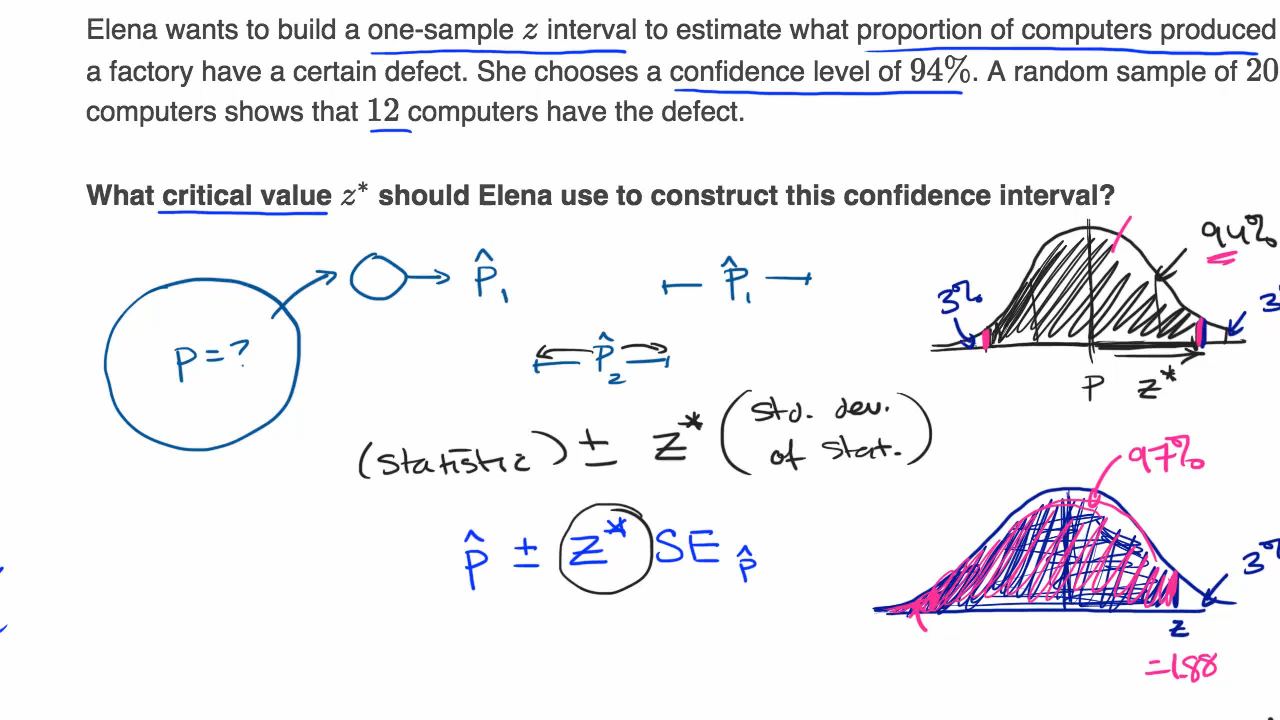 Elena wants to build a one-sample z interval to estimate what proportion of computers produced
a factory have a certain defect. She chooses a confidence level of 94%. A random sample of 20
computers shows that 12 computers have the defect.
What critical value z* should Elena use to construct this confidence interval?
94%
p̂₁
p̂₁
3%
3%
P=?
p̂₂
P z*
(statistic) ± z* (std. dev. of stat.)
97%
p̂ ± z* SE p̂
3%
z
=1.88